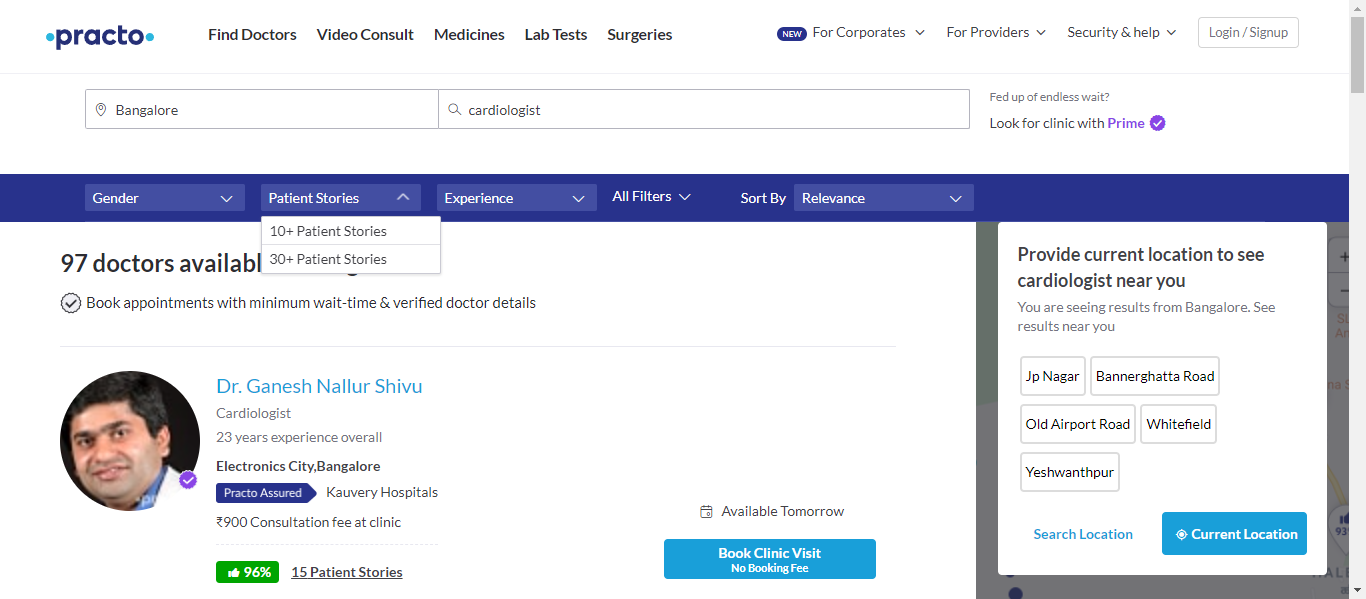 practo
Find Doctors
Video Consult
Medicines
Lab Tests
Surgeries
NEW For Corporates
For Providers
Security & help
Login / Signup
Bangalore
cardiologist
Fed up of endless wait?
Look for clinic with Prime
Gender
Patient Stories
Experience
All Filters
Sort By
Relevance
10+ Patient Stories
30+ Patient Stories
97 doctors
Book appointments with minimum wait-time & verified doctor details
Dr. Ganesh Nallur Shivu
Cardiologist
23 years experience overall
Electronics City,Bangalore
Practo Assured Kauvery Hospitals
₹900 Consultation fee at clinic
96% 15 Patient Stories
Available Tomorrow
Book Clinic Visit
No Booking Fee
Provide current location to see
cardiologist near you
You are seeing results from Bangalore. See
results near you
Jp Nagar
Bannerghatta Road
Old Airport Road
Whitefield
Yeshwanthpur
Search Location
Current Location